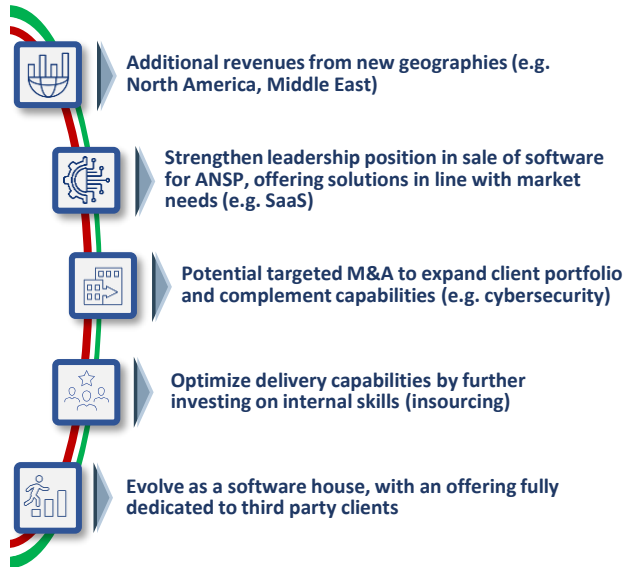 Additional revenues from new geographies (e.g.
North America, Middle East)
Strengthen leadership position in sale of software
for ANSP, offering solutions in line with market
needs (e.g. SaaS)
Potential targeted M&A to expand client portfolio
and complement capabilities (e.g. cybersecurity)
Optimize delivery capabilities by further
investing on internal skills (insourcing)
Evolve as a software house, with an offering fully
dedicated to third party clients